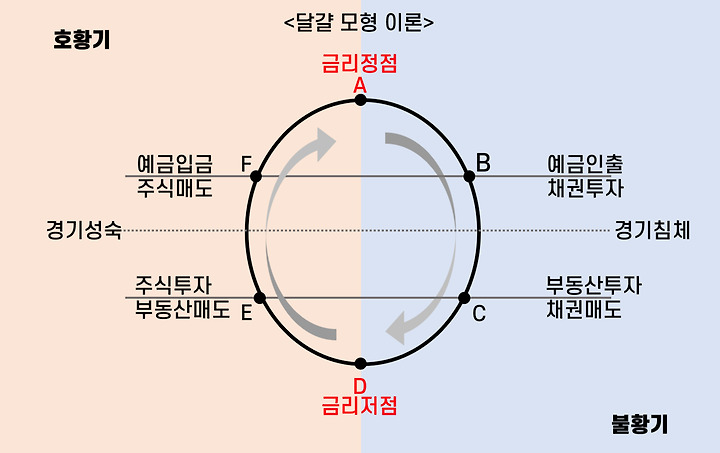 <달걀 모형 이론>
호황기
금리정점
A
예금입금
주식매도
F
B
예금인출
채권투자
경기성숙
경기침체
주식투자
부동산매도
E
C
부동산투자
채권매도
D
금리저점
불황기